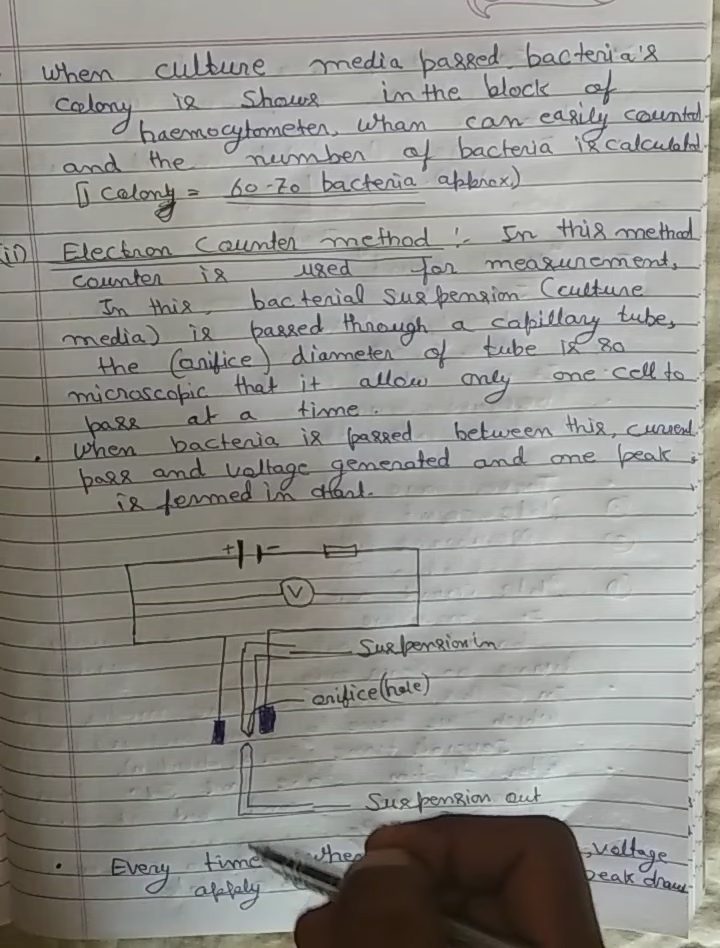 When culture media passed bacteria's
colony is shows in the block of
haemocytometer, whan can easily counted
and the number of bacteria is calculated
[1 colony = 60-70 bacteria approx)
(ii) Electron Counter method :- In this method
counter is used for measurement,
In this, bacterial suspension (culture
media) is passed through a capillary tube,
the (orifice) diameter of tube is so
microscopic that it allow only one cell to
pass at a time.
• When bacteria is passed between this, current
pass and voltage generated and one peak
is formed in chart.
+ -
V
Suspension in
orifice (hole)
Suspension out
• Every time whe , voltage
apply peak draw